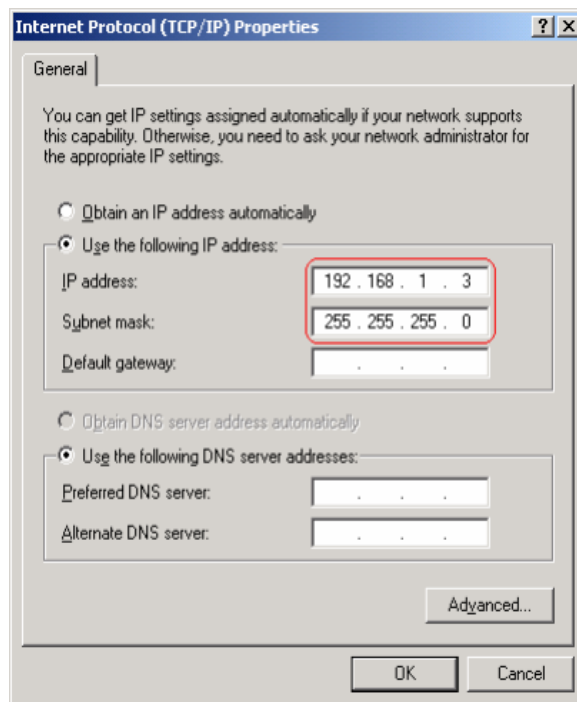 Internet Protocol (TCP/IP) Properties
General
You can get IP settings assigned automatically if your network supports
this capability. Otherwise, you need to ask your network administrator for
the appropriate IP settings.
Obtain an IP address automatically
Use the following IP address:
IP address: 192 . 168 . 1 . 3
Subnet mask: 255 . 255 . 255 . 0
Default gateway: . . .
Obtain DNS server address automatically
Use the following DNS server addresses:
Preferred DNS server: . . .
Alternate DNS server: . . .
Advanced...
OK Cancel